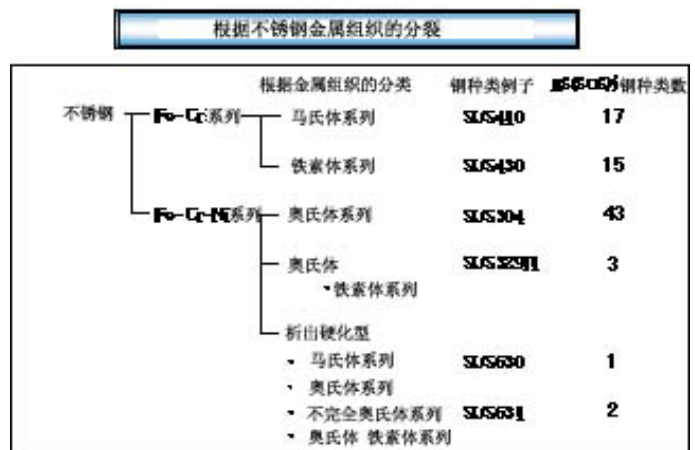 根据不锈钢金属组织的分裂
根据金属组织的分类 钢种类例子 钢种类数
不锈钢 Fe-Cr系列 马氏体系列 SUS410 17
铁素体系列 SUS430 15
Fe-Cr-Ni系列 奥氏体系列 SUS304 43
奥氏体 SUS329J1 3
・铁素体系列
析出硬化型
・ 马氏体系列 SUS630 1
・ 奥氏体系列
・ 不完全奥氏体系列 SUS631 2
・ 奥氏体 铁素体系列